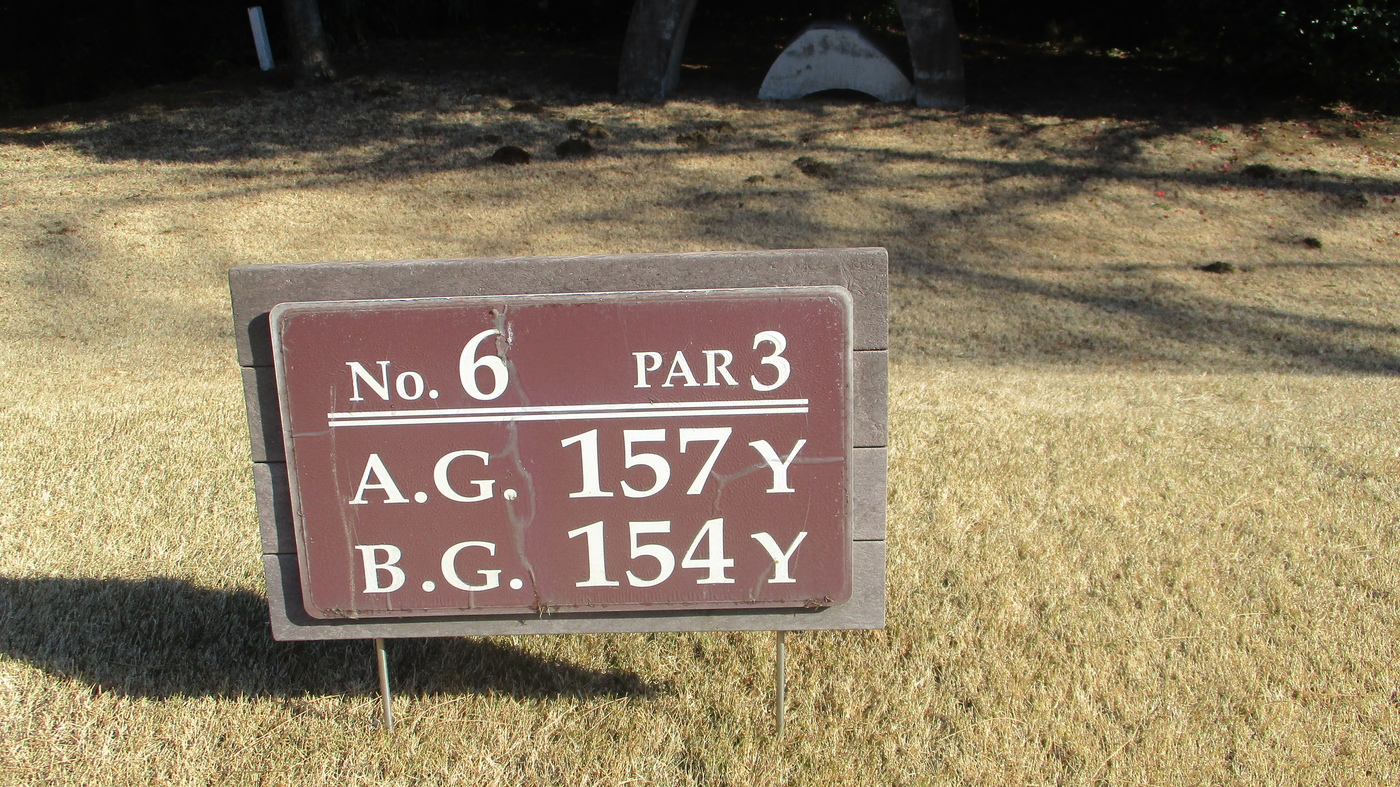 No. 6 PAR 3
A.G. 157 Y
B.G. 154 Y